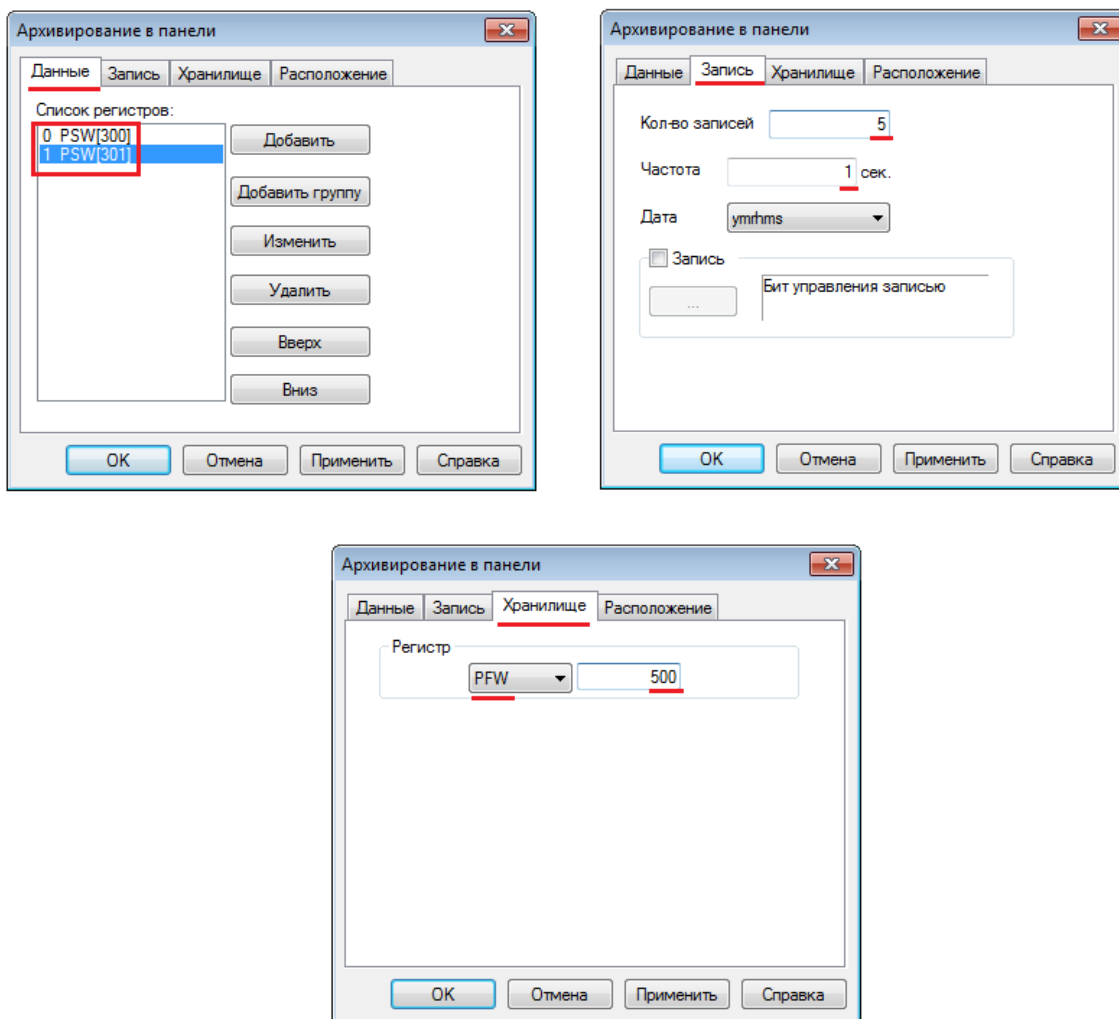 Архивирование в панели
Данные Запись Хранилище Расположение
Список регистров:
0 PSW[300]
1 PSW[301]
Добавить
Добавить группу
Изменить
Удалить
Вверх
Вниз
OK Отмена Применить Справка
Архивирование в панели
Данные Запись Хранилище Расположение
Кол-во записей 5
Частота 1 сек.
Дата ymrhms
Запись
... Бит управления записью
OK Отмена Применить Справка
Архивирование в панели
Данные Запись Хранилище Расположение
Регистр
PFW 500
OK Отмена Применить Справка